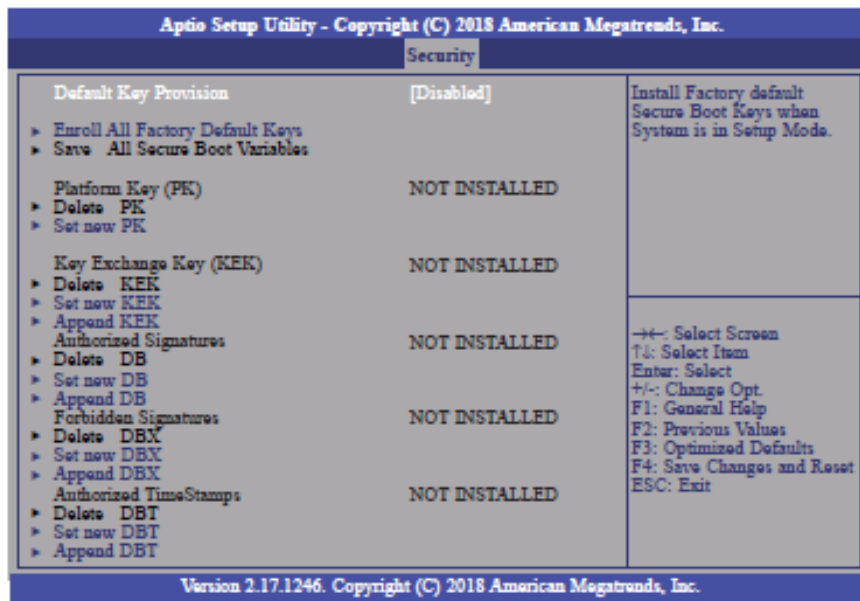 Aptio Setup Utility - Copyright (C) 2018 American Megatrends, Inc.
Security
Default Key Provision [Disabled]
► Enroll All Factory Default Keys
► Save All Secure Boot Variables
Platform Key (PK) NOT INSTALLED
► Delete PK
► Set new PK
Key Exchange Key (KEK) NOT INSTALLED
► Delete KEK
► Set new KEK
► Append KEK
Authorized Signatures NOT INSTALLED
► Delete DB
► Set new DB
► Append DB
Forbidden Signatures NOT INSTALLED
► Delete DBX
► Set new DBX
► Append DBX
Authorized TimeStamps NOT INSTALLED
► Delete DBT
► Set new DBT
► Append DBT
Install Factory default
Secure Boot Keys when
System is in Setup Mode.
→←: Select Screen
↑↓: Select Item
Enter: Select
+/-: Change Opt.
F1: General Help
F2: Previous Values
F3: Optimized Defaults
F4: Save Changes and Reset
ESC: Exit
Version 2.17.1246. Copyright (C) 2018 American Megatrends, Inc.